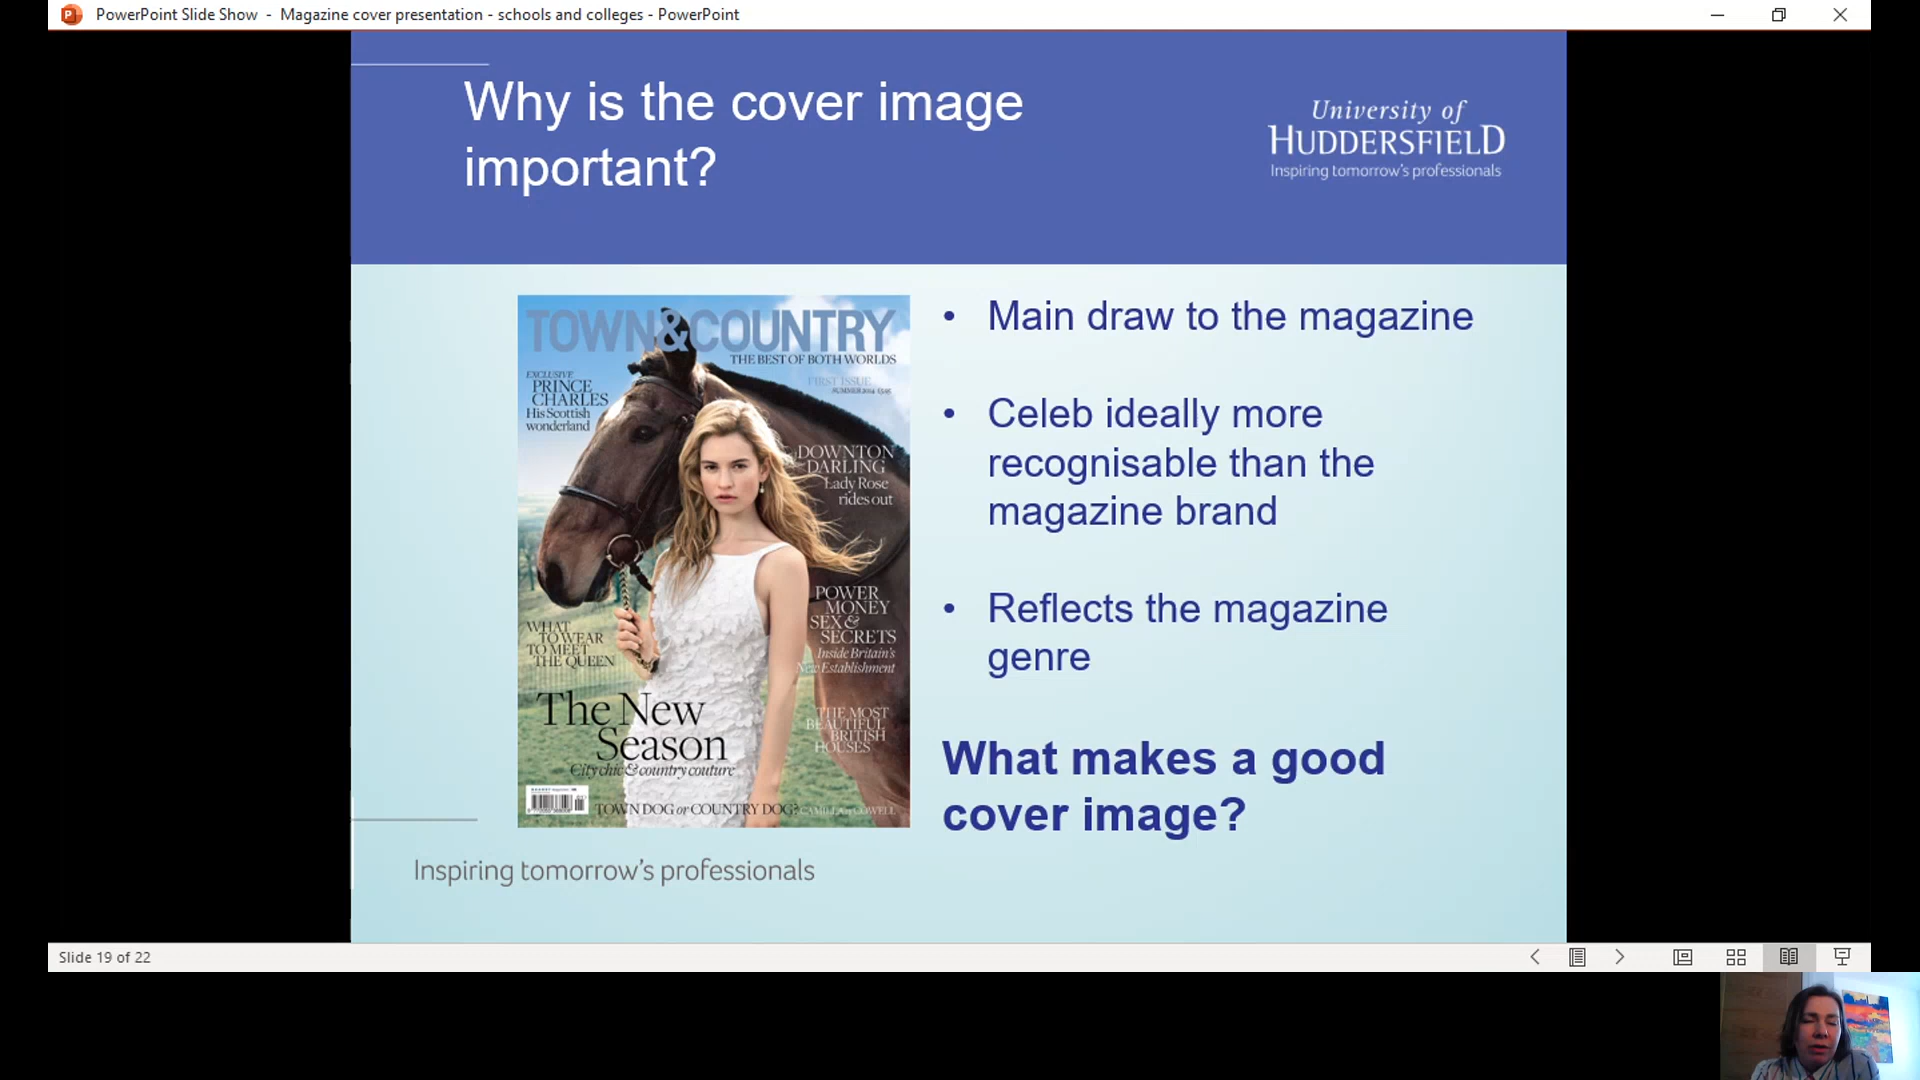 PowerPoint Slide Show - Magazine cover presentation - schools and colleges - PowerPoint
Why is the cover image
important?
University of
HUDDERSFIELD
Inspiring tomorrow's professionals
TOWN&COUNTRY
THE BEST OF BOTH WORLDS
EXCLUSIVE
PRINCE
CHARLES
His Scottish
wonderland
FIRST ISSUE
SUMMER 2014
DOWNTON
DARLING
Lady Rose
rides out
POWER
MONEY
SEX &
SECRETS
Inside Britain's
New Establishment
WHAT
TO WEAR
TO MEET
THE QUEEN
THE MOST
BEAUTIFUL
BRITISH
HOUSES
The New
Season
City chic & country couture
TOWN DOG or COUNTRY DOG?
• Main draw to the magazine
• Celeb ideally more
recognisable than the
magazine brand
• Reflects the magazine
genre
What makes a good
cover image?
Inspiring tomorrow's professionals
Slide 19 of 22